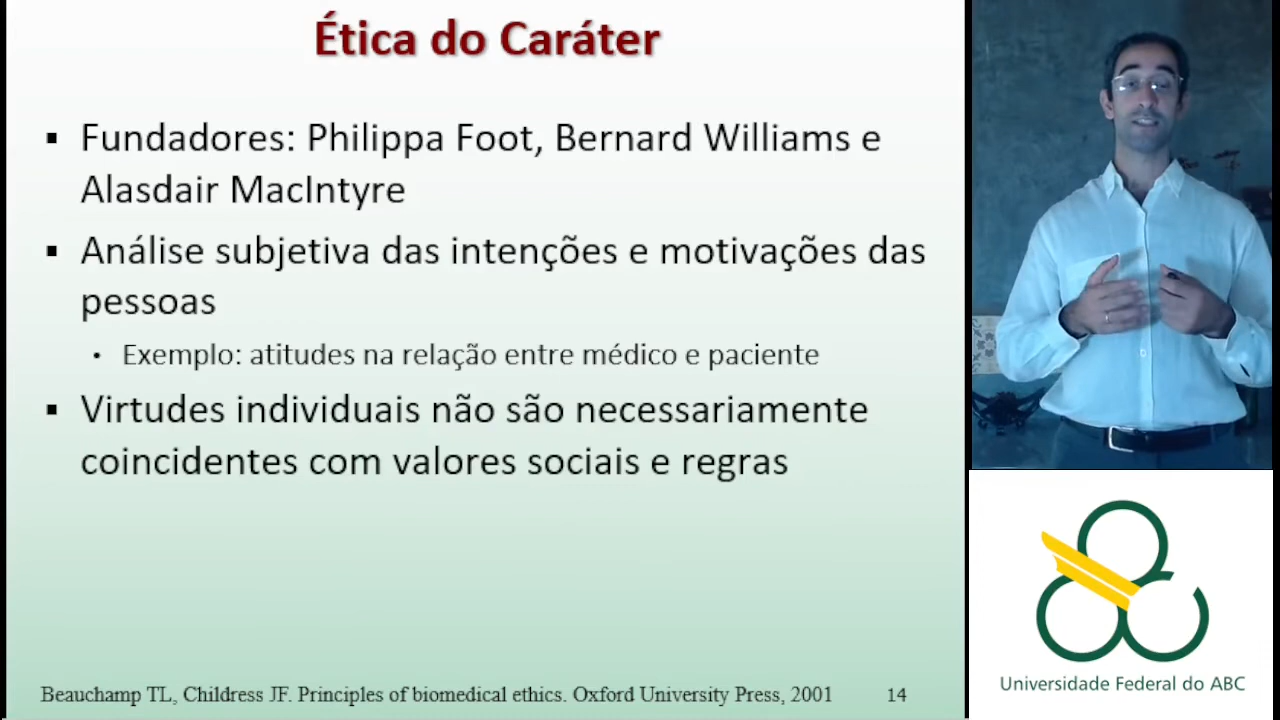 Ética do Caráter
▪ Fundadores: Philippa Foot, Bernard Williams e
Alasdair MacIntyre
▪ Análise subjetiva das intenções e motivações das
pessoas
• Exemplo: atitudes na relação entre médico e paciente
▪ Virtudes individuais não são necessariamente
coincidentes com valores sociais e regras
Beauchamp TL, Childress JF. Principles of biomedical ethics. Oxford University Press, 2001
14
Universidade Federal do ABC